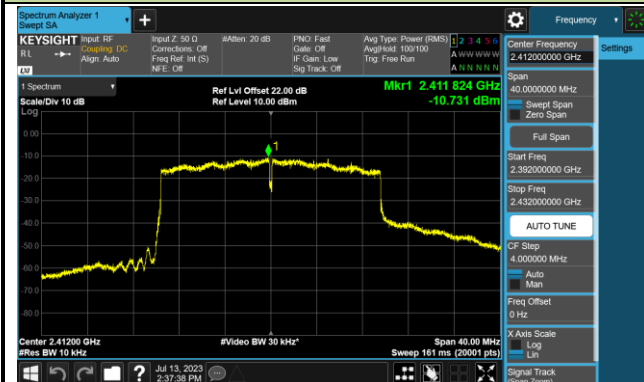 Spectrum Analyzer 1
Swept SA
+
Frequency
KEYSIGHT
RL
LXI
Input: RF
Coupling: DC
Align: Auto
Input Z: 50 Ω
Corrections: Off
Freq Ref: Int (S)
NFE: Off
#Atten: 20 dB
PNO: Fast
Gate: Off
IF Gain: Low
Sig Track: Off
Avg Type: Power (RMS)
Avg|Hold: 100/100
Trig: Free Run
1 2 3 4 5 6
A W W W W W
A N N N N N
Center Frequency
2.412000000 GHz
Settings
Span
40.0000000 MHz
Swept Span
Zero Span
Full Span
Start Freq
2.392000000 GHz
Stop Freq
2.432000000 GHz
AUTO TUNE
CF Step
4.000000 MHz
Auto
Man
Freq Offset
0 Hz
X Axis Scale
Log
Lin
Signal Track
(Span Zoom)
1 Spectrum
Scale/Div 10 dB
Log
Ref Lvl Offset 22.00 dB
Ref Level 10.00 dBm
Mkr1 2.411 824 GHz
-10.731 dBm
1
0.00
-10.0
-20.0
-30.0
-40.0
-50.0
-60.0
-70.0
-80.0
Center 2.41200 GHz
#Res BW 10 kHz
#Video BW 30 kHz*
Span 40.00 MHz
Sweep 161 ms (20001 pts)
?
Jul 13, 2023
2:37:38 PM